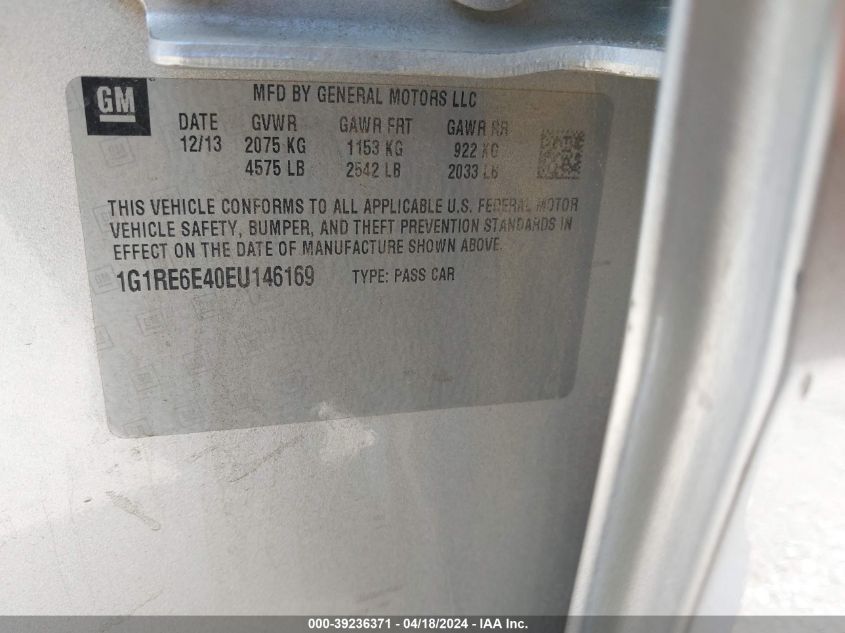 GM
MFD BY GENERAL MOTORS LLC
DATE GVWR GAWR FRT GAWR RR
12/13 2075 KG 1153 KG 922 KG
4575 LB 2542 LB 2033 LB
THIS VEHICLE CONFORMS TO ALL APPLICABLE U.S. FEDERAL MOTOR
VEHICLE SAFETY, BUMPER, AND THEFT PREVENTION STANDARDS IN
EFFECT ON THE DATE OF MANUFACTURE SHOWN ABOVE.
1G1RE6E40EU146169 TYPE: PASS CAR
000-39236371 - 04/18/2024 - IAA Inc.